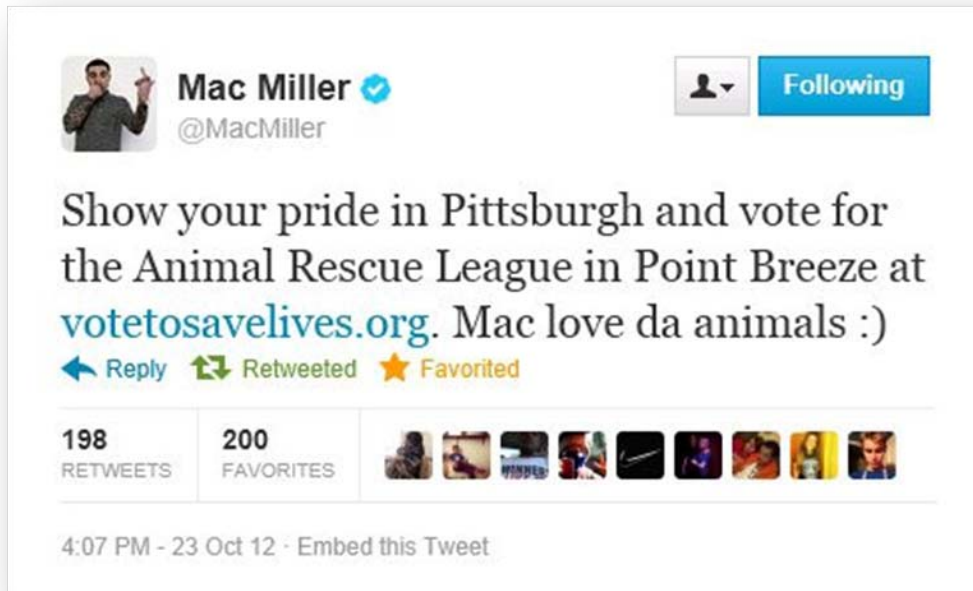 Mac Miller
@MacMiller
Following
Show your pride in Pittsburgh and vote for
the Animal Rescue League in Point Breeze at
votetosavelives.org. Mac love da animals :)
Reply Retweeted Favorited
198 200
RETWEETS FAVORITES
4:07 PM - 23 Oct 12 · Embed this Tweet